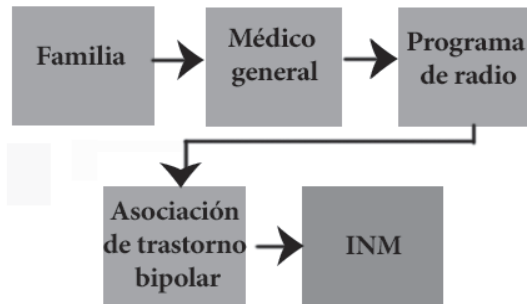 Familia
Médico
general
Programa
de radio
Asociación
de trastorno
bipolar
INM